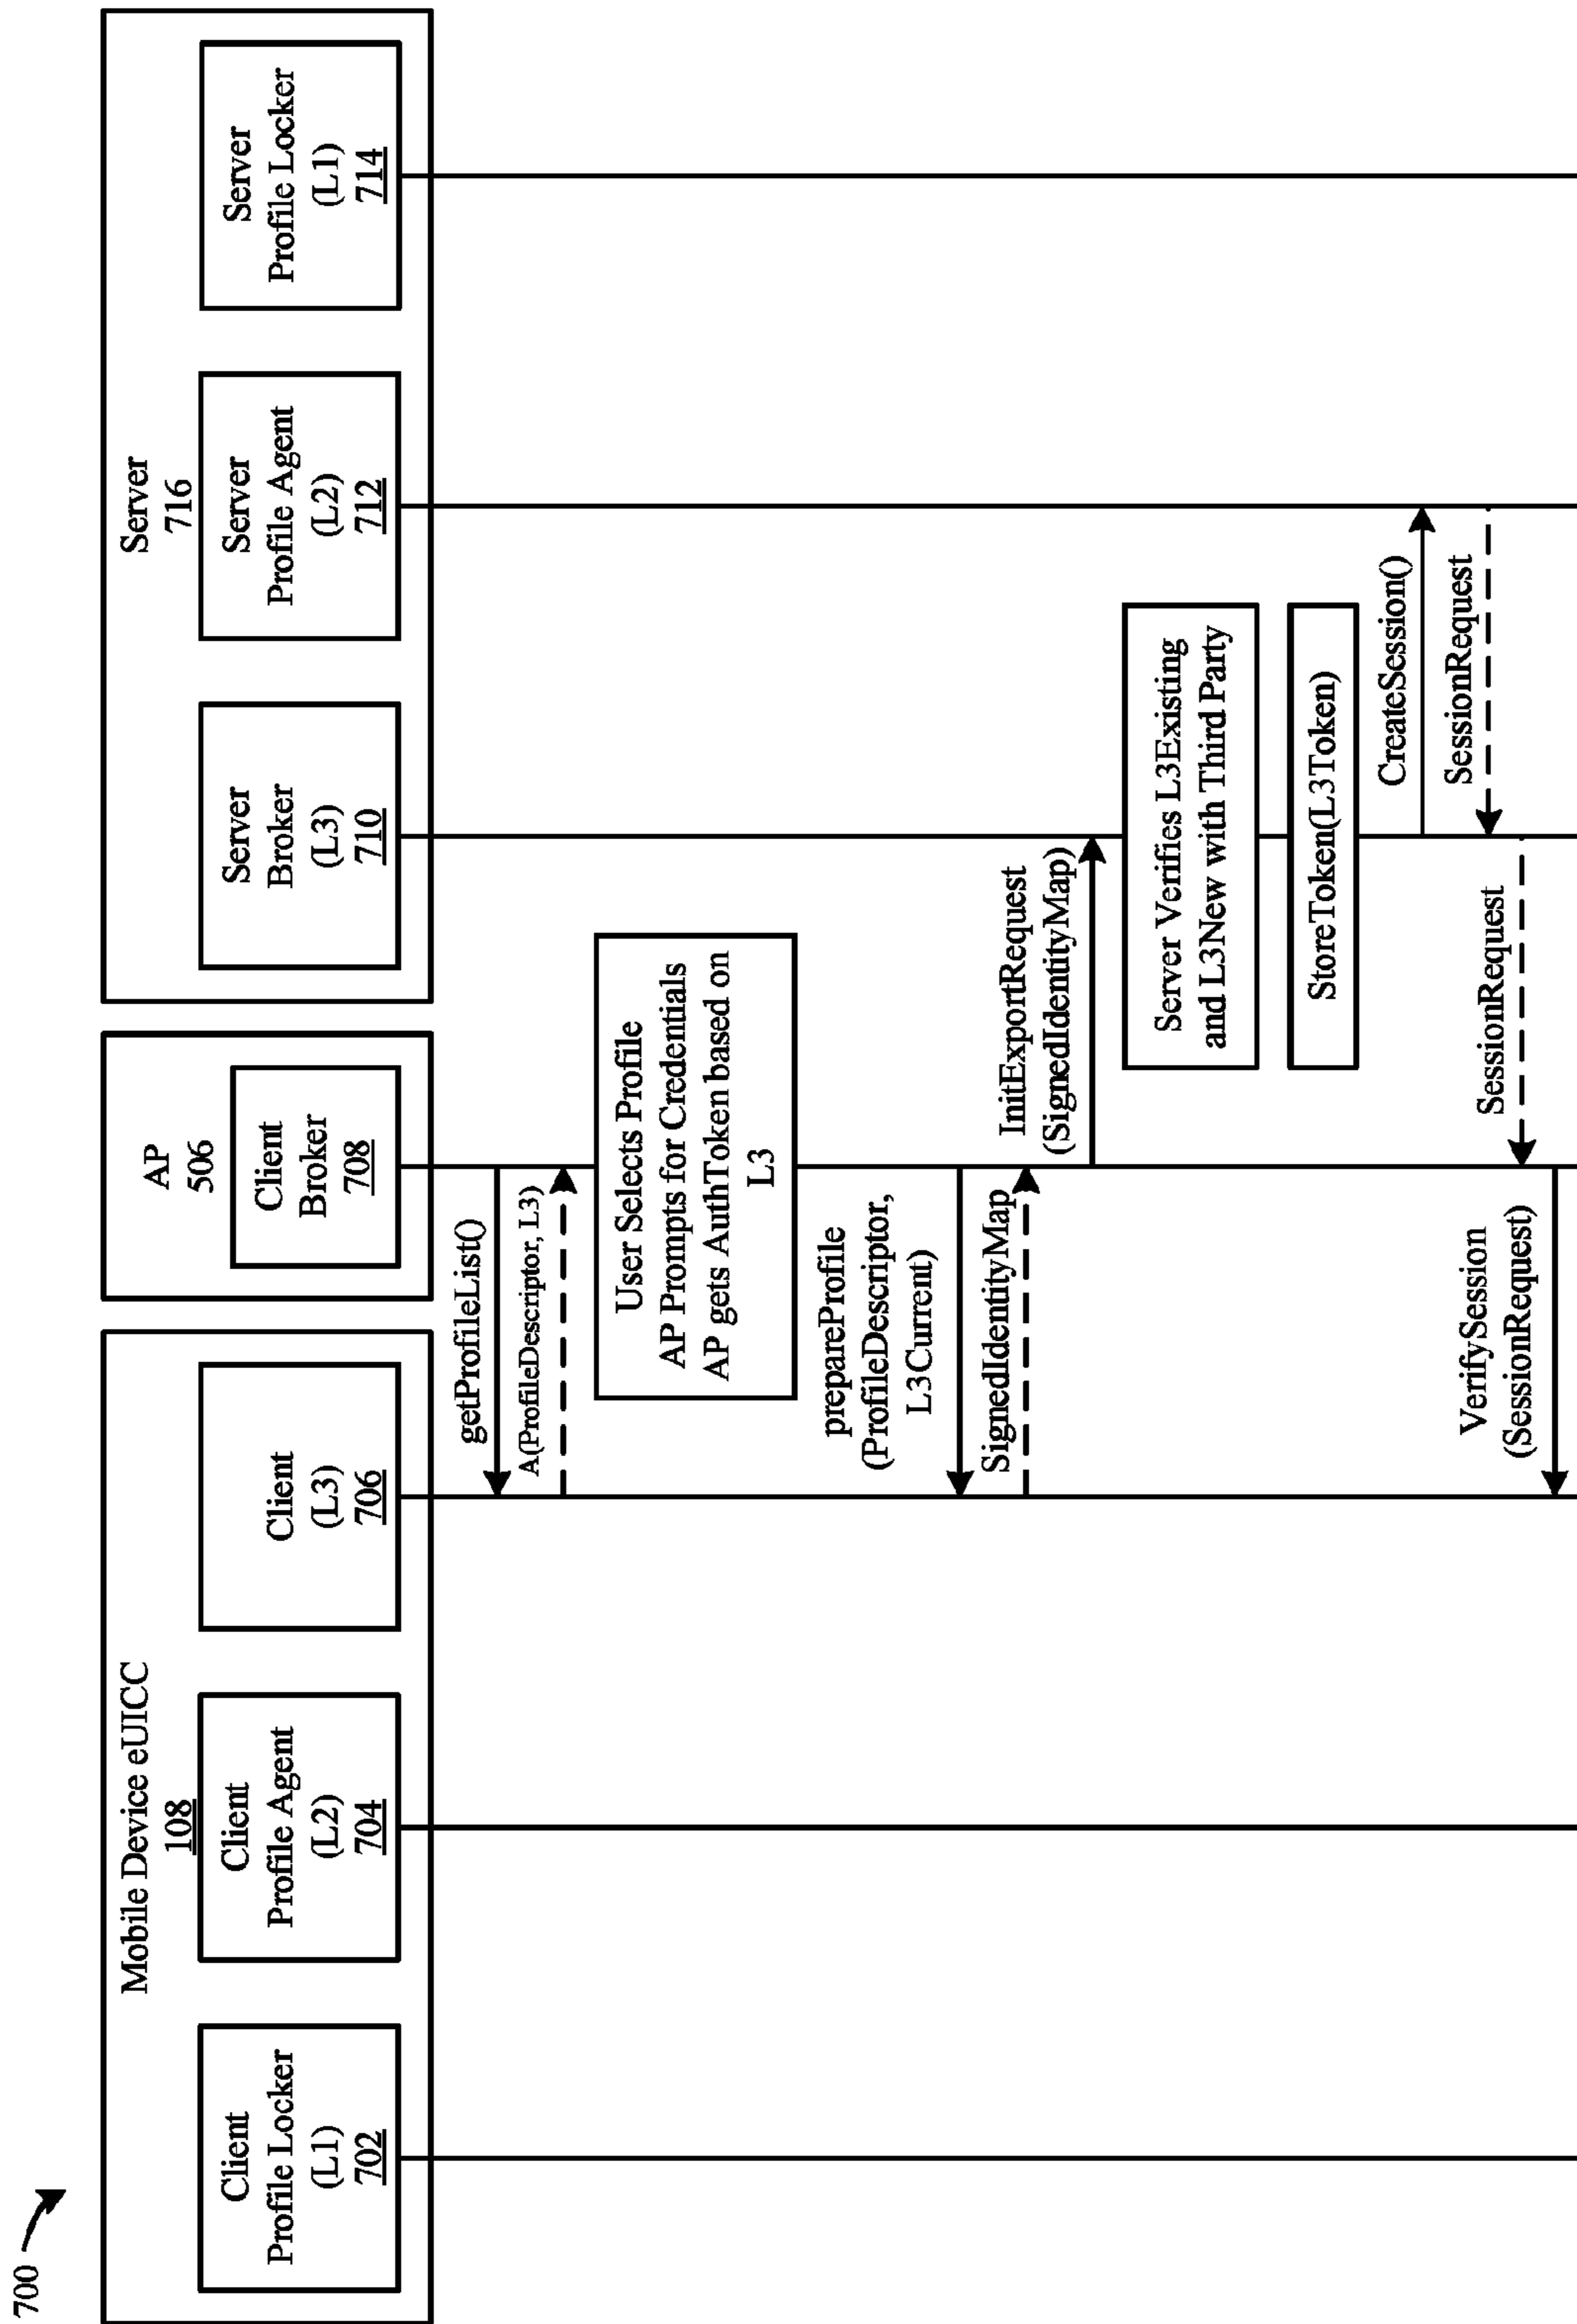 700
Mobile Device eUICC
108
Client
Profile Locker
(L1)
702
Client
Profile Agent
(L2)
704
Client
(L3)
706
AP
506
Client
Broker
708
Server
716
Server
Broker
(L3)
710
Server
Profile Agent
(L2)
712
Server
Profile Locker
(L1)
714
getProfileList()
A(ProfileDescriptor, L3)
User Selects Profile
AP Prompts for Credentials
AP gets AuthToken based on
L3
prepareProfile
(ProfileDescriptor,
L3Current)
SignedIdentityMap
InitExportRequest
(SignedIdentityMap)
Server Verifies L3Existing
and L3New with Third Party
StoreToken(L3Token)
CreateSession()
SessionRequest
SessionRequest
VerifySession
(SessionRequest)